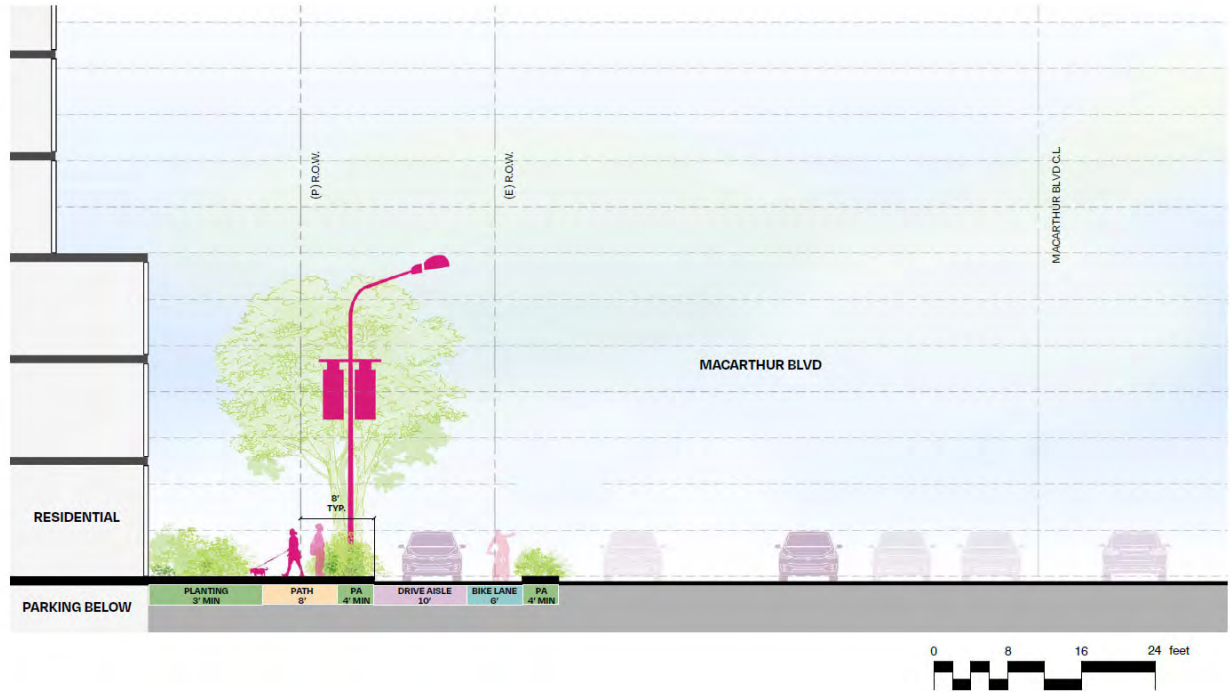 (P) R.O.W.
(E) R.O.W.
MACARTHUR BLVD C.L.
MACARTHUR BLVD
8'
TYP.
RESIDENTIAL
PARKING BELOW
PLANTING
3' MIN
PATH
8'
PA
4' MIN
DRIVE AISLE
10'
BIKE LANE
6'
PA
4' MIN
0 8 16 24 feet